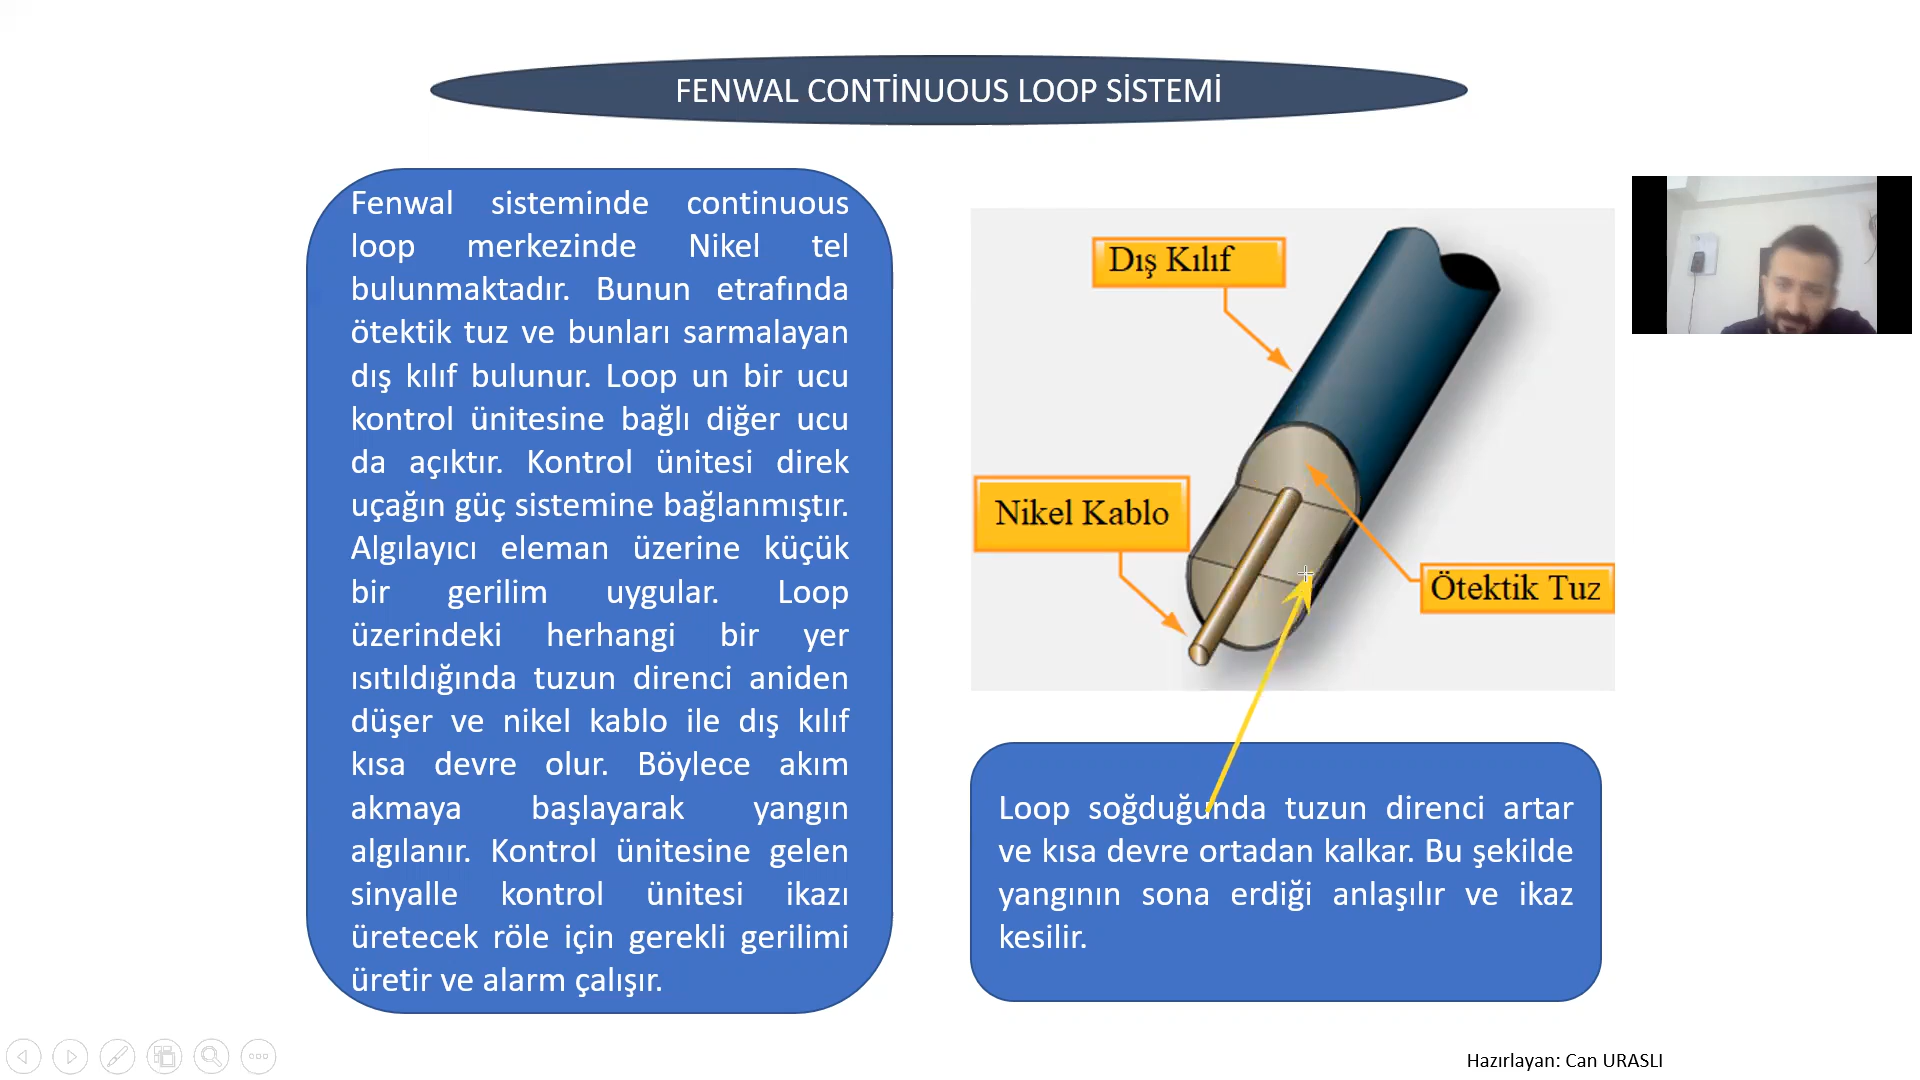 FENWAL CONTİNUOUS LOOP SİSTEMİ
Fenwal sisteminde continuous
loop merkezinde Nikel tel
bulunmaktadır. Bunun etrafında
ötektik tuz ve bunları sarmalayan
dış kılıf bulunur. Loop un bir ucu
kontrol ünitesine bağlı diğer ucu
da açıktır. Kontrol ünitesi direk
uçağın güç sistemine bağlanmıştır.
Algılayıcı eleman üzerine küçük
bir gerilim uygular. Loop
üzerindeki herhangi bir yer
ısıtıldığında tuzun direnci aniden
düşer ve nikel kablo ile dış kılıf
kısa devre olur. Böylece akım
akmaya başlayarak yangın
algılanır. Kontrol ünitesine gelen
sinyalle kontrol ünitesi ikazı
üretecek röle için gerekli gerilimi
üretir ve alarm çalışır.
Dış Kılıf
Nikel Kablo
Ötektik Tuz
Loop soğduğunda tuzun direnci artar
ve kısa devre ortadan kalkar. Bu şekilde
yangının sona erdiği anlaşılır ve ikaz
kesilir.
Hazırlayan: Can URASLI